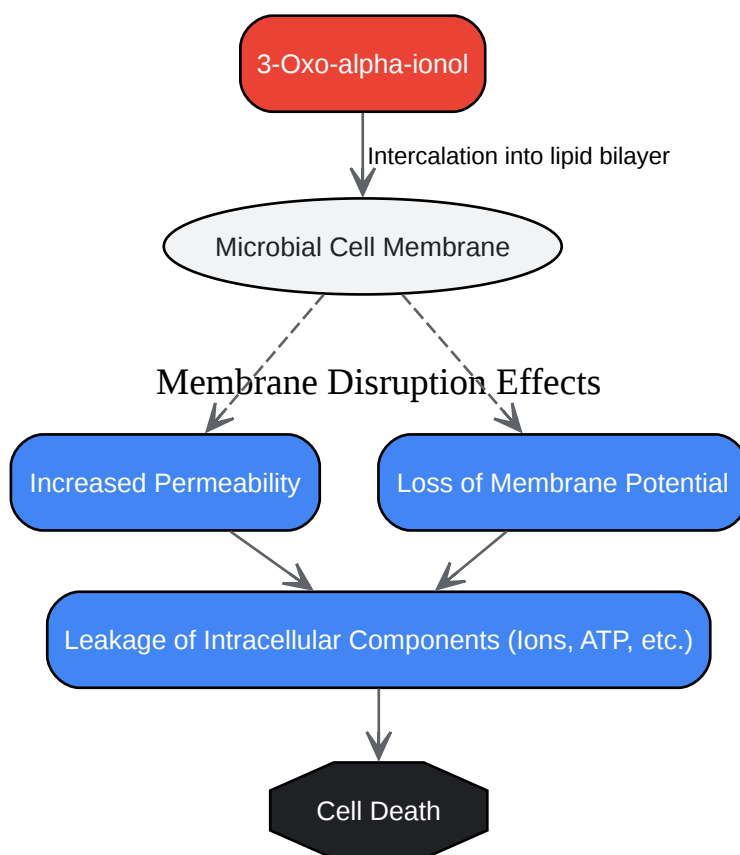 3-Oxo-alpha-ionol
Intercalation into lipid bilayer
Microbial Cell Membrane
Membrane Disruption Effects
Increased Permeability
Loss of Membrane Potential
Leakage of Intracellular Components (Ions, ATP, etc.)
Cell Death